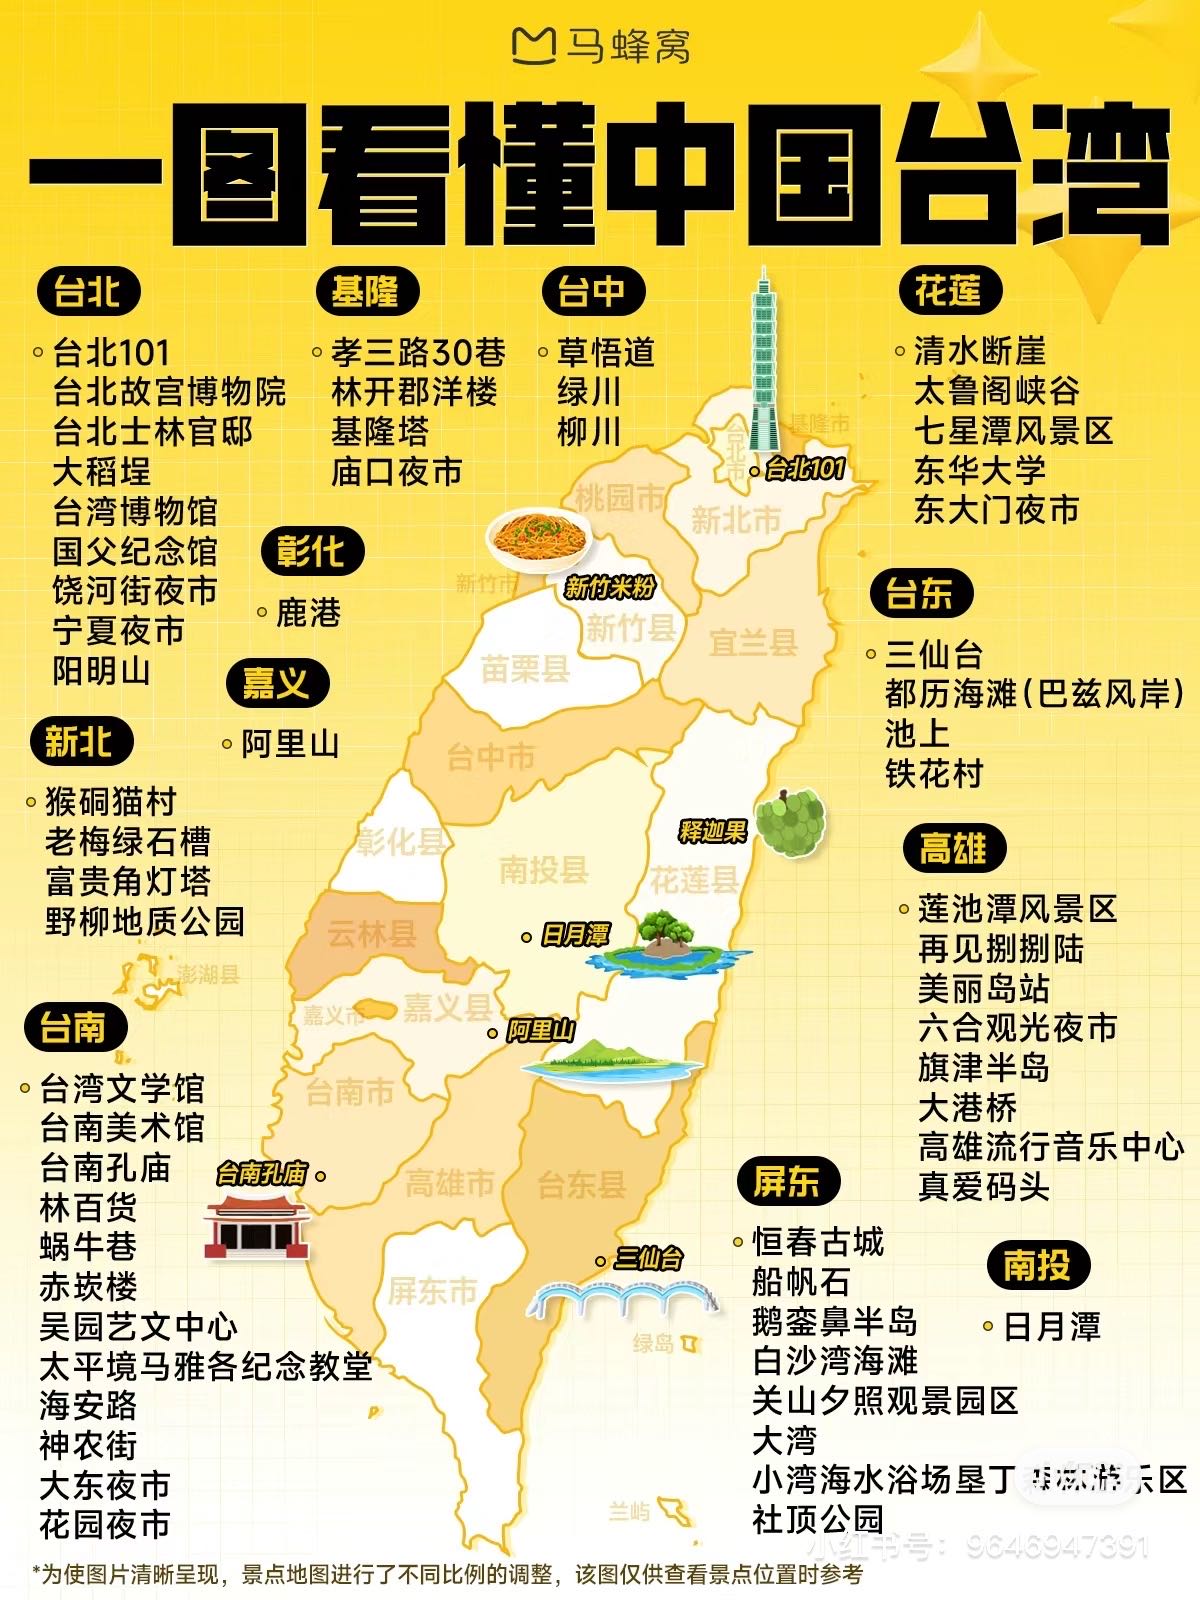 马蜂窝
一图看懂中国台湾
台北
台北101
台北故宫博物院
台北士林官邸
大稻埕
台湾博物馆
国父纪念馆
饶河街夜市
宁夏夜市
阳明山
基隆
孝三路30巷
林开郡洋楼
基隆塔
庙口夜市
台中
草悟道
绿川
柳川
花莲
清水断崖
太鲁阁峡谷
七星潭风景区
东华大学
东大门夜市
彰化
鹿港
嘉义
阿里山
新北
猴硐猫村
老梅绿石槽
富贵角灯塔
野柳地质公园
台东
三仙台
都历海滩(巴兹风岸)
池上
铁花村
高雄
莲池潭风景区
再见捌捌陆
美丽岛站
六合观光夜市
旗津半岛
大港桥
高雄流行音乐中心
真爱码头
台南
台湾文学馆
台南美术馆
台南孔庙
林百货
蜗牛巷
赤崁楼
吴园艺文中心
太平境马雅各纪念教堂
海安路
神农街
大东夜市
花园夜市
屏东
恒春古城
船帆石
鹅銮鼻半岛
白沙湾海滩
关山夕照观景园区
大湾
小湾海水浴场垦丁森林游乐区
社顶公园
南投
日月潭
台北市
基隆市
台北101
桃园市
新北市
新竹市
新竹米粉
新竹县
宜兰县
苗栗县
台中市
释迦果
彰化县
南投县
花莲县
云林县
日月潭
澎湖县
嘉义市
嘉义县
阿里山
台南市
台南孔庙
高雄市
台东县
三仙台
屏东市
绿岛
兰屿
小红书号：9646947391
*为使图片清晰呈现，景点地图进行了不同比例的调整，该图仅供查看景点位置时参考